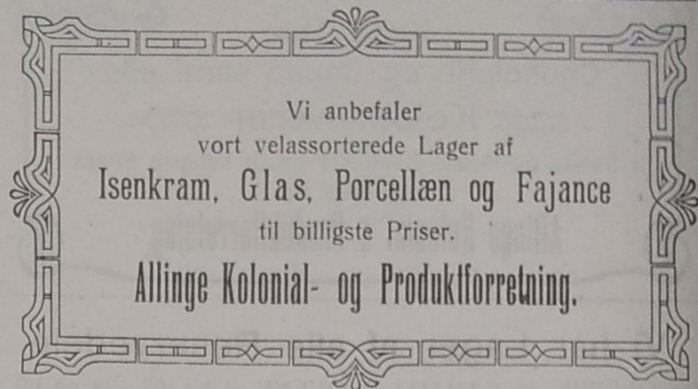 Vi anbefaler
vort velassorterede Lager af
Isenkram, Glas, Porcellæn og Fajance
til billigste Priser.
Allinge Kolonial- og Produktforretning.